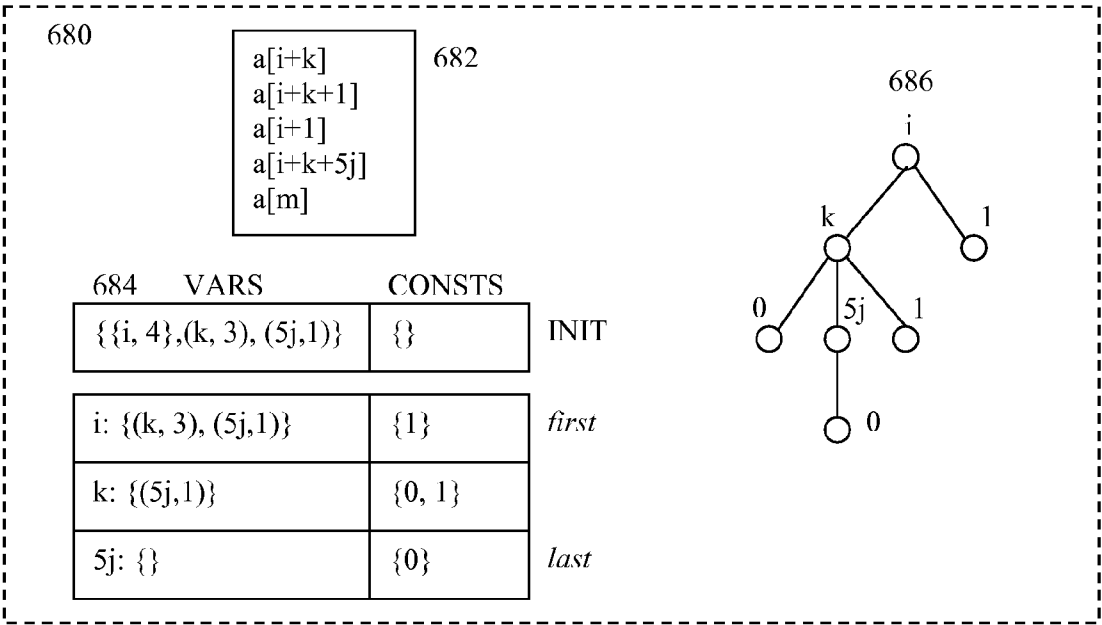 680
682
a[i+k]
a[i+k+1]
a[i+1]
a[i+k+5j]
a[m]
684 VARS CONSTS
{{i, 4},(k, 3), (5j,1)} {} INIT
i: {(k, 3), (5j,1)} {1} first
k: {(5j,1)} {0, 1}
5j: {} {0} last
686
i
k 1
0 5j 1
0